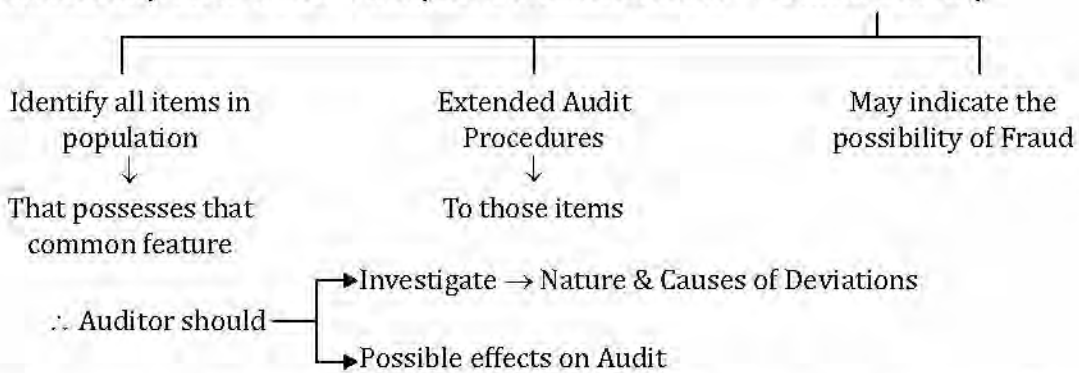 Identify all items in
population
↓
That possesses that
common feature
Extended Audit
Procedures
↓
To those items
May indicate the
possibility of Fraud
∴ Auditor should
Investigate → Nature & Causes of Deviations
Possible effects on Audit